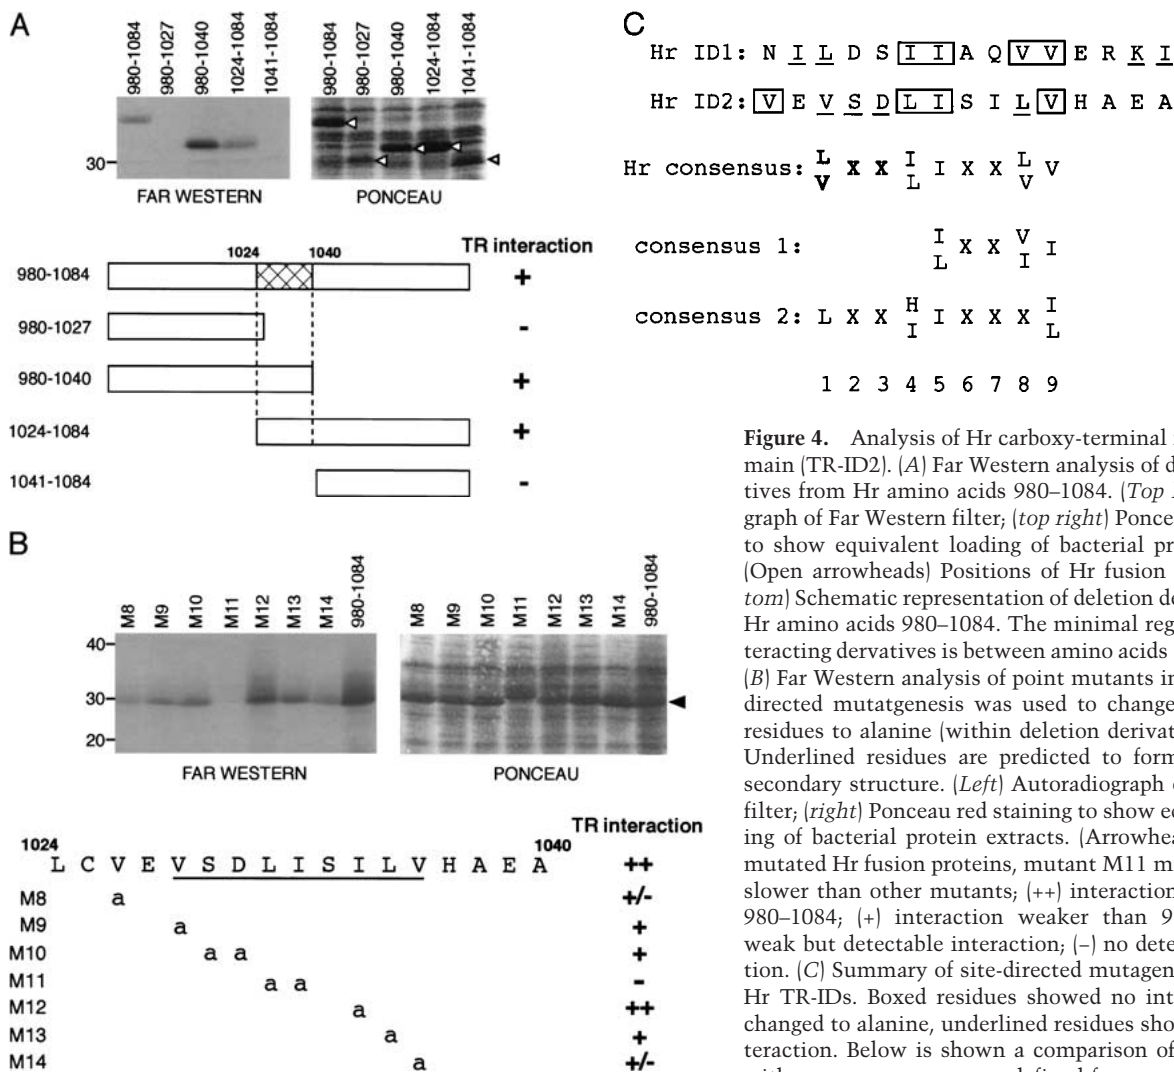 A
980-1084 980-1027 980-1040 1024-1084 1041-1084
980-1084 980-1027 980-1040 1024-1084 1041-1084
30
FAR WESTERN PONCEAU
1024 1040 TR interaction
980-1084 +
980-1027 -
980-1040 +
1024-1084 +
1041-1084 -
B
M8 M9 M10 M11 M12 M13 M14 980-1084
M8 M9 M10 M11 M12 M13 M14 980-1084
40
30
20
FAR WESTERN PONCEAU
TR interaction
1024 1040
L C V E V S D L I S I L V H A E A ++
M8 a +/-
M9 a +
M10 a a +
M11 a a -
M12 a ++
M13 a +
M14 a +/-
C
Hr ID1: N I L D S I I A Q V V E R K I
Hr ID2: V E V S D L I S I L V H A E A
Hr consensus: L/V X X I/L I X X L/V V
consensus 1: I/L X X V/I I
consensus 2: L X X H/I I X X X I/L
1 2 3 4 5 6 7 8 9
Figure 4. Analysis of Hr carboxy-terminal
main (TR-ID2). (A) Far Western analysis of d
tives from Hr amino acids 980–1084. (Top
graph of Far Western filter; (top right) Ponce
to show equivalent loading of bacterial pr
(Open arrowheads) Positions of Hr fusion
tom) Schematic representation of deletion d
Hr amino acids 980–1084. The minimal reg
teracting dervatives is between amino acids
(B) Far Western analysis of point mutants in
directed mutatgenesis was used to change
residues to alanine (within deletion derivat
Underlined residues are predicted to form
secondary structure. (Left) Autoradiograph
filter; (right) Ponceau red staining to show e
ing of bacterial protein extracts. (Arrowhea
mutated Hr fusion proteins, mutant M11 m
slower than other mutants; (++) interaction
980–1084; (+) interaction weaker than 9
weak but detectable interaction; (–) no dete
tion. (C) Summary of site-directed mutagen
Hr TR-IDs. Boxed residues showed no int
changed to alanine, underlined residues sho
teraction. Below is shown a comparison of